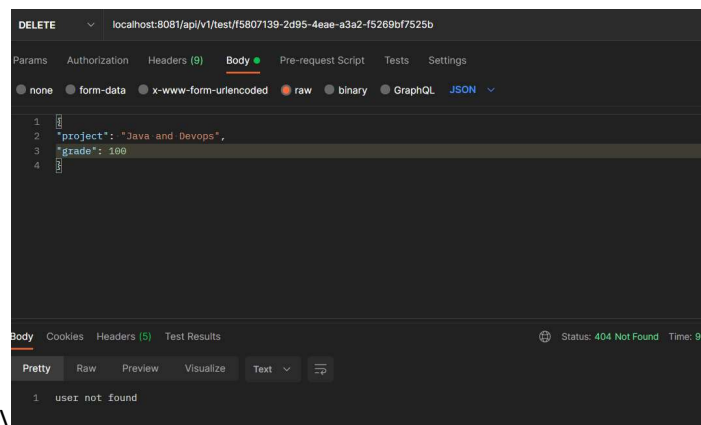 DELETE localhost:8081/api/v1/test/f5807139-2d95-4eae-a3a2-f5269bf7525b
Params Authorization Headers (9) Body Pre-request Script Tests Settings
none form-data x-www-form-urlencoded raw binary GraphQL JSON
1 {
2 "project": "Java and Devops",
3 "grade": 100
4 }
Body Cookies Headers (5) Test Results Status: 404 Not Found Time: 9
Pretty Raw Preview Visualize Text
1 user not found
\